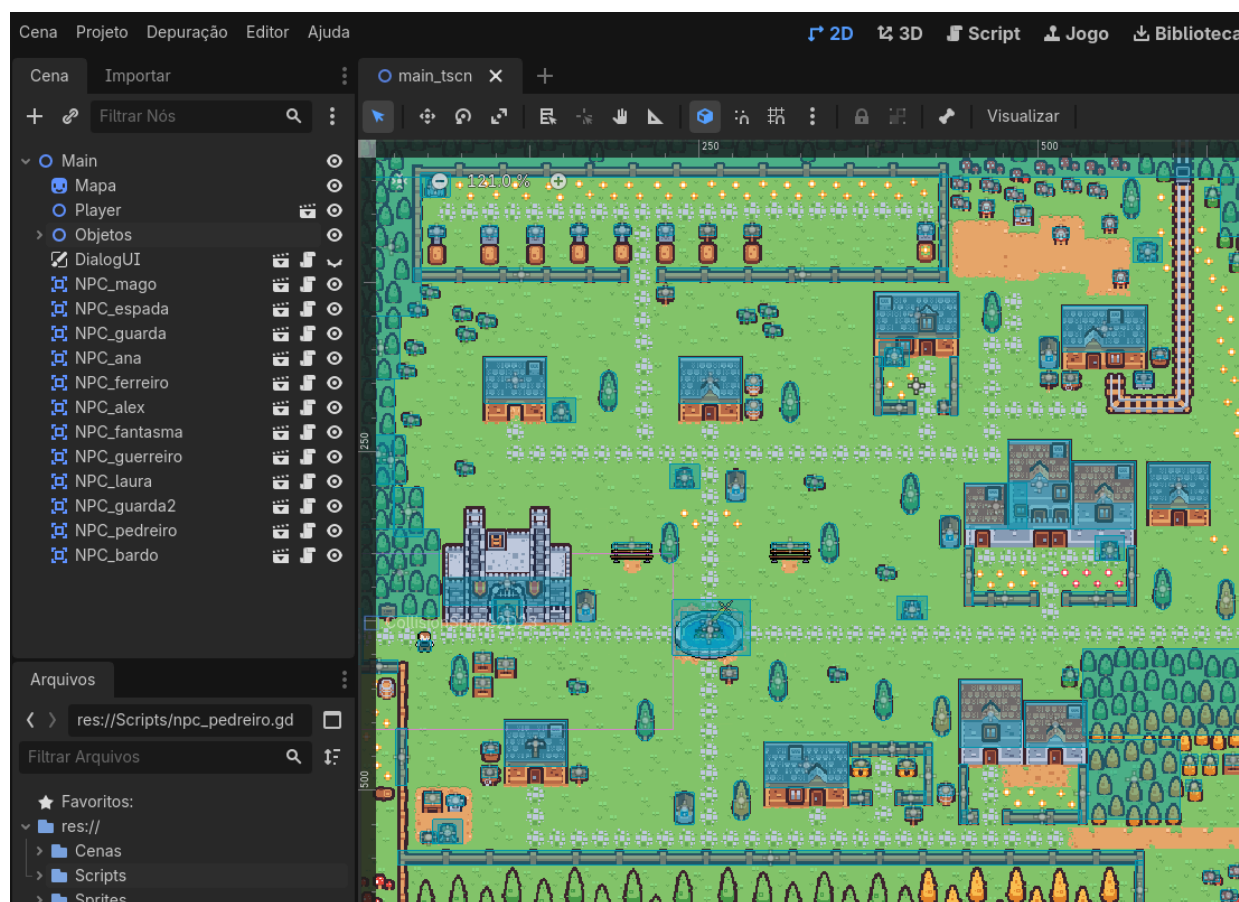 Cena Projeto Depuração Editor Ajuda 2D 3D Script Jogo Biblioteca
Cena Importar main_tscn
Filtrar Nós Visualizar
250 500
Main
121.0 %
Mapa
Player
Objetos
DialogUI
NPC_mago
NPC_espada
NPC_guarda
NPC_ana
NPC_ferreiro
NPC_alex
NPC_fantasma
250
NPC_guerreiro
NPC_laura
NPC_guarda2
NPC_pedreiro
NPC_bardo
Arquivos
res://Scripts/npc_pedreiro.gd
Filtrar Arquivos
500
Favoritos:
res://
Cenas
Scripts
Sprites